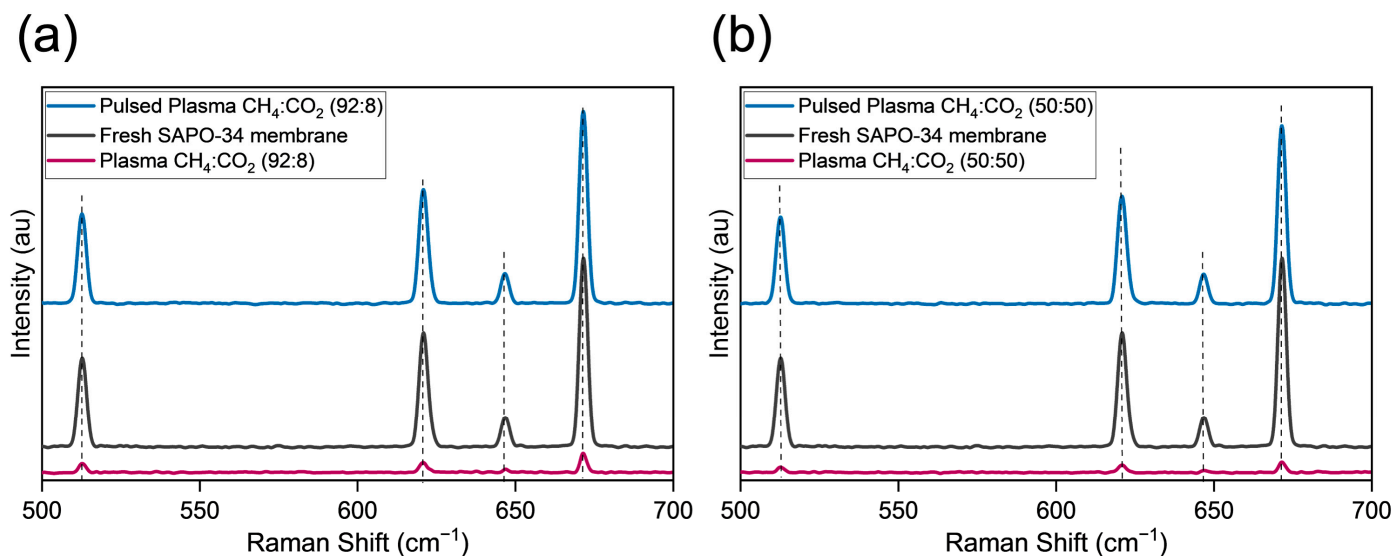 (a)
Pulsed Plasma CH₄:CO₂ (92:8)
Fresh SAPO-34 membrane
Plasma CH₄:CO₂ (92:8)
Intensity (au)
500 550 600 650 700
Raman Shift (cm⁻¹)
(b)
Pulsed Plasma CH₄:CO₂ (50:50)
Fresh SAPO-34 membrane
Plasma CH₄:CO₂ (50:50)
Intensity (au)
500 550 600 650 700
Raman Shift (cm⁻¹)